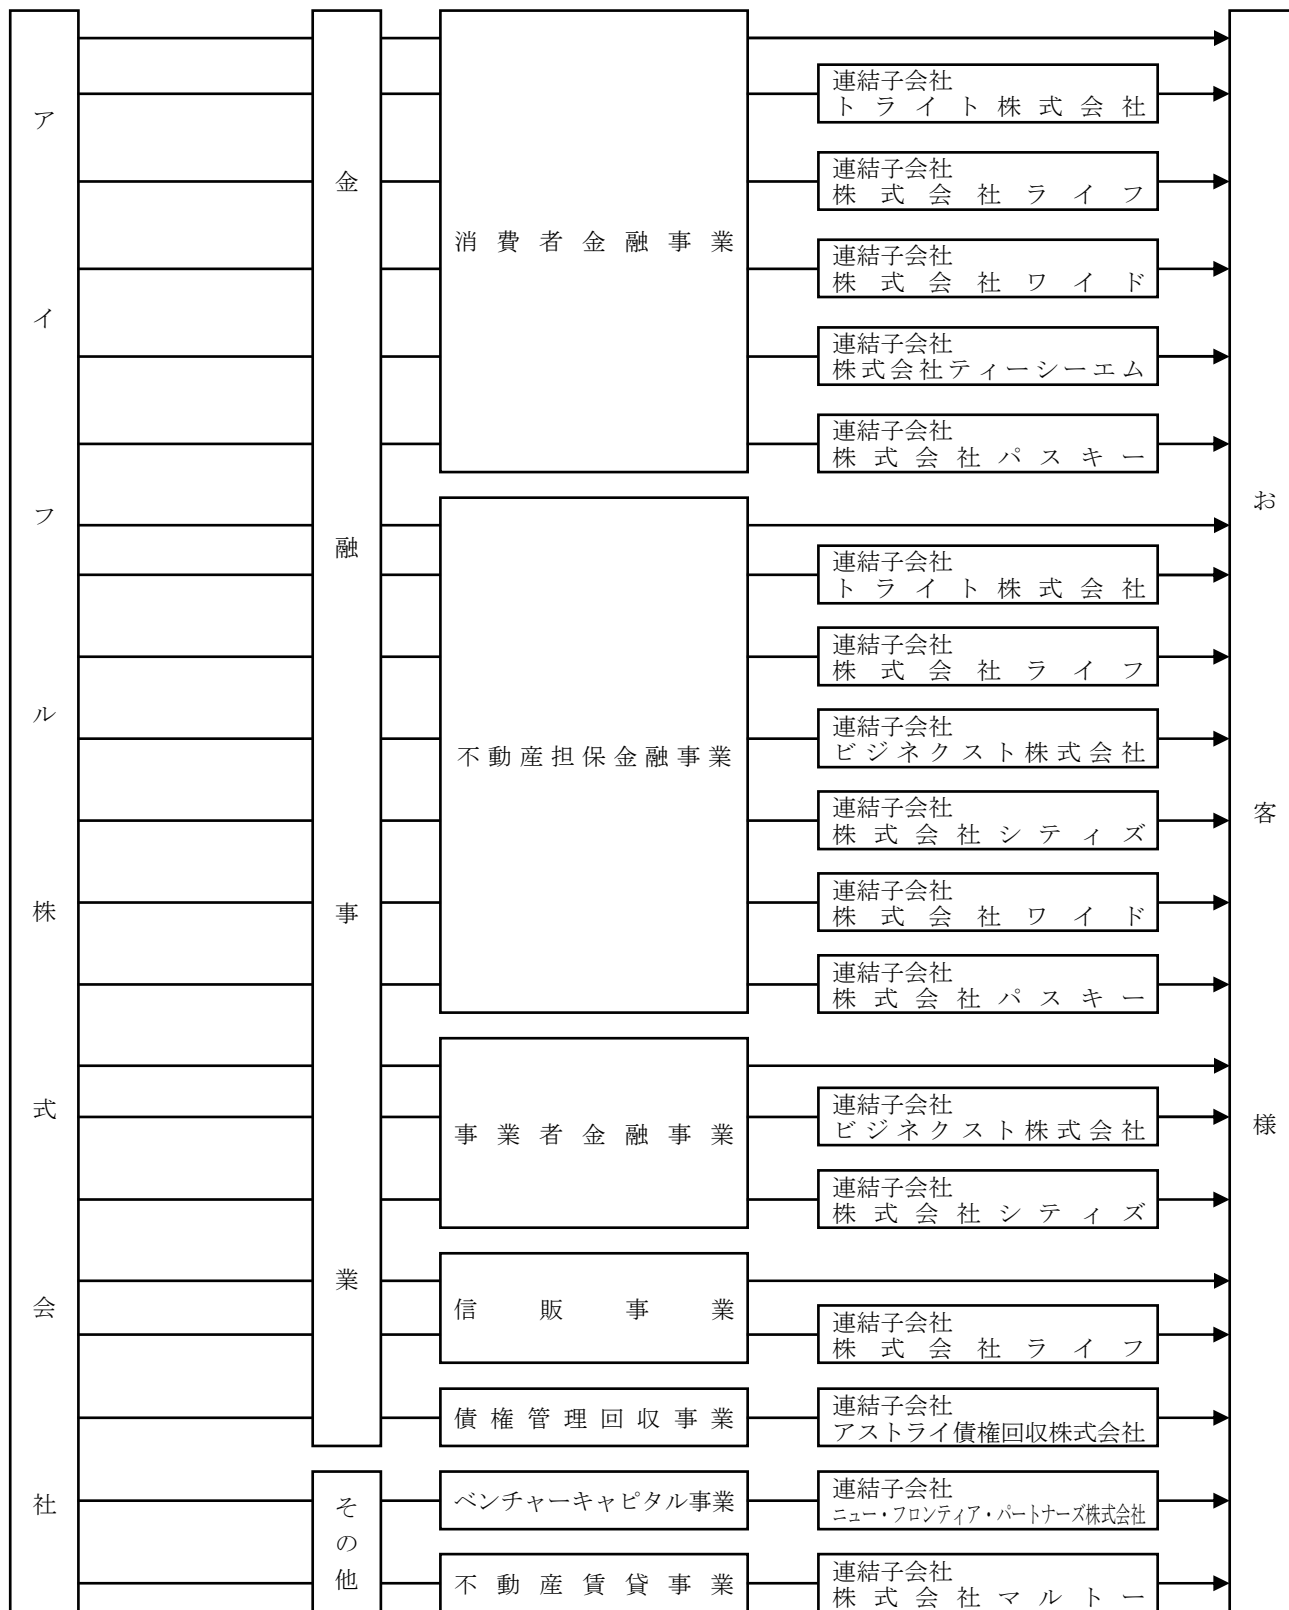 アイフル株式会社
金融事業
消費者金融事業
連結子会社
トライト株式会社
連結子会社
株式会社ライフ
連結子会社
株式会社ワイド
連結子会社
株式会社ティーシーエム
連結子会社
株式会社パスキー
不動産担保金融事業
連結子会社
トライト株式会社
連結子会社
株式会社ライフ
連結子会社
ビジネクスト株式会社
連結子会社
株式会社シティズ
連結子会社
株式会社ワイド
連結子会社
株式会社パスキー
事業者金融事業
連結子会社
ビジネクスト株式会社
連結子会社
株式会社シティズ
信販事業
連結子会社
株式会社ライフ
債権管理回収事業
連結子会社
アストライ債権回収株式会社
その他
ベンチャーキャピタル事業
連結子会社
ニュー・フロンティア・パートナーズ株式会社
不動産賃貸事業
連結子会社
株式会社マルトー
お客様